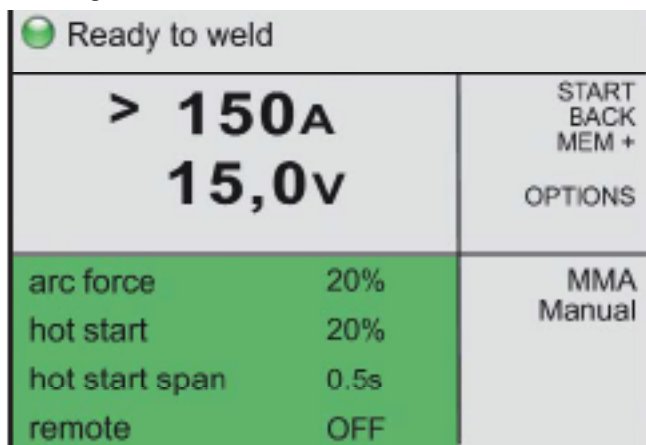 Ready to weld
> 150A
15,0V
START
BACK
MEM +
OPTIONS
arc force 20%
hot start 20%
hot start span 0.5s
remote OFF
MMA
Manual